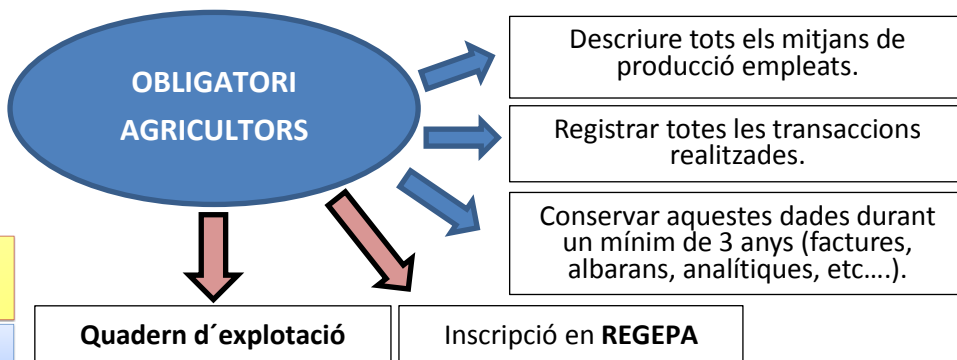 OBLIGATORI
AGRICULTORS
Descriure tots els mitjans de
producció empleats.
Registrar totes les transaccions
realitzades.
Conservar aquestes dades durant
un mínim de 3 anys (factures,
albarans, analítiques, etc….).
Quadern d´explotació
Inscripció en REGEPA